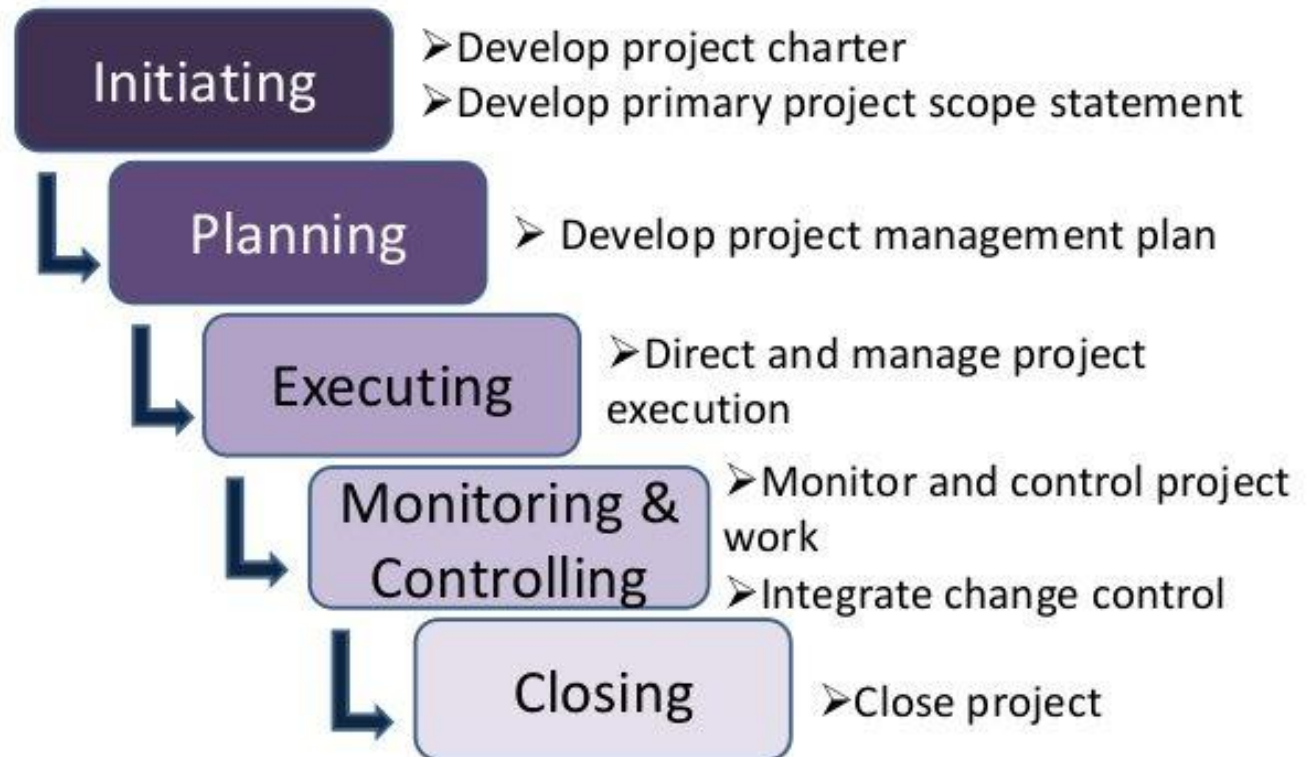 Initiating
➢Develop project charter
➢Develop primary project scope statement
Planning
➢ Develop project management plan
Executing
➢Direct and manage project
execution
Monitoring &
Controlling
➢Monitor and control project
work
➢Integrate change control
Closing
➢Close project